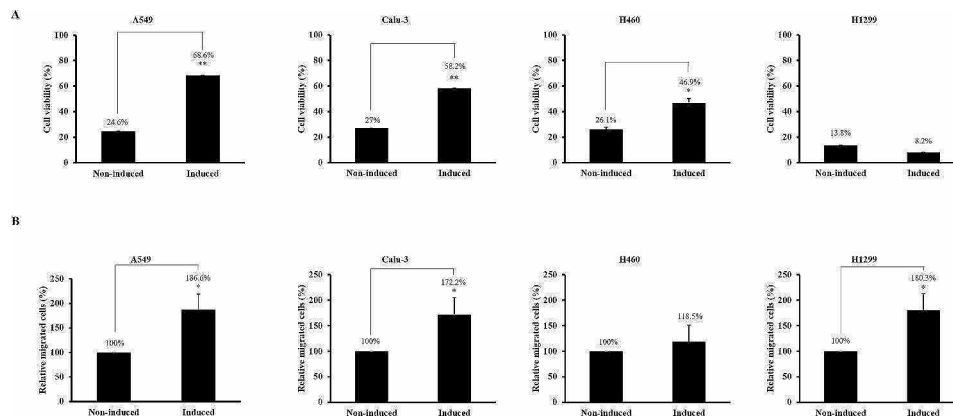 A
A549
Cell viability (%)
100
80
60
40
20
0
24.6%
68.6%
**
Non-induced
Induced
Calu-3
Cell viability (%)
100
80
60
40
20
0
27%
58.2%
**
Non-induced
Induced
H460
Cell viability (%)
100
80
60
40
20
0
26.1%
46.9%
*
Non-induced
Induced
H1299
Cell viability (%)
100
80
60
40
20
0
13.8%
8.2%
Non-induced
Induced
B
A549
Relative migrated cells (%)
250
200
150
100
50
0
100%
186.6%
*
Non-induced
Induced
Calu-3
Relative migrated cells (%)
250
200
150
100
50
0
100%
172.2%
*
Non-induced
Induced
H460
Relative migrated cells (%)
250
200
150
100
50
0
100%
118.5%
Non-induced
Induced
H1299
Relative migrated cells (%)
250
200
150
100
50
0
100%
180.3%
*
Non-induced
Induced